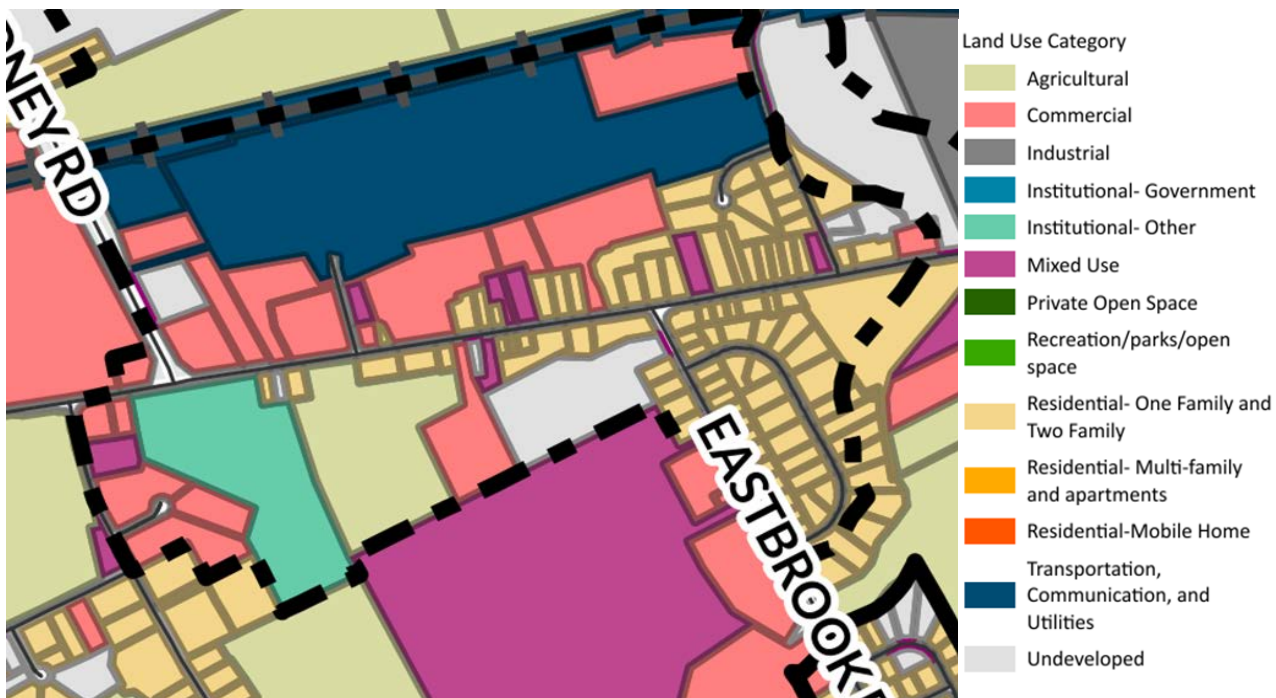 NEY RD
EASTBROOKE
Land Use Category
Agricultural
Commercial
Industrial
Institutional- Government
Institutional- Other
Mixed Use
Private Open Space
Recreation/parks/open
space
Residential- One Family and
Two Family
Residential- Multi-family
and apartments
Residential-Mobile Home
Transportation,
Communication, and
Utilities
Undeveloped